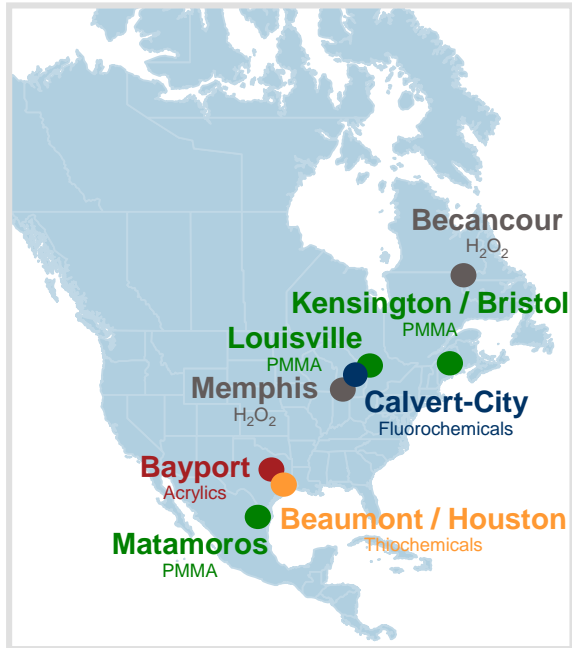 Becancour
H₂O₂
Kensington / Bristol
PMMA
Louisville
PMMA
Memphis
H₂O₂
Calvert-City
Fluorochemicals
Bayport
Acrylics
Beaumont / Houston
Thiochemicals
Matamoros
PMMA